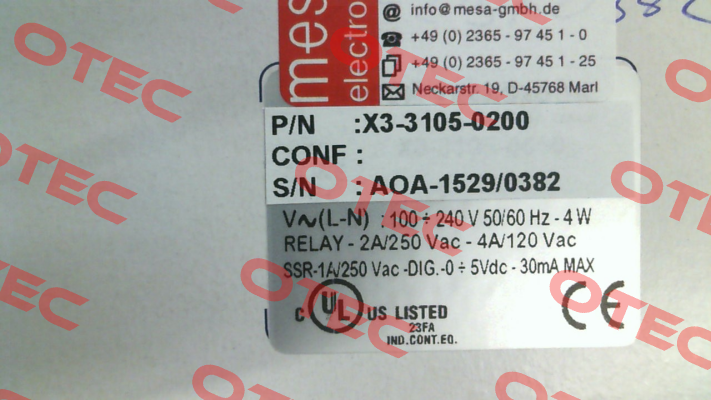 mesa
electro
@ info@mesa-gmbh.de
+49 (0) 2365 - 97 45 1 - 0
+49 (0) 2365 - 97 45 1 - 25
Neckarstr. 19, D-45768 Marl
P/N :X3-3105-0200
CONF :
S/N : AOA-1529/0382
V~(L-N) : 100 ÷ 240 V 50/60 Hz - 4 W
RELAY - 2A/250 Vac - 4A/120 Vac
SSR-1A/250 Vac -DIG.-0 ÷ 5Vdc - 30mA MAX
C UL US LISTED
23FA
IND.CONT.EQ.
CE
OTEC
OTEC
OTEC
OTEC
OTEC
OTEC
OTEC
OTEC
OTEC
OTEC
OTEC